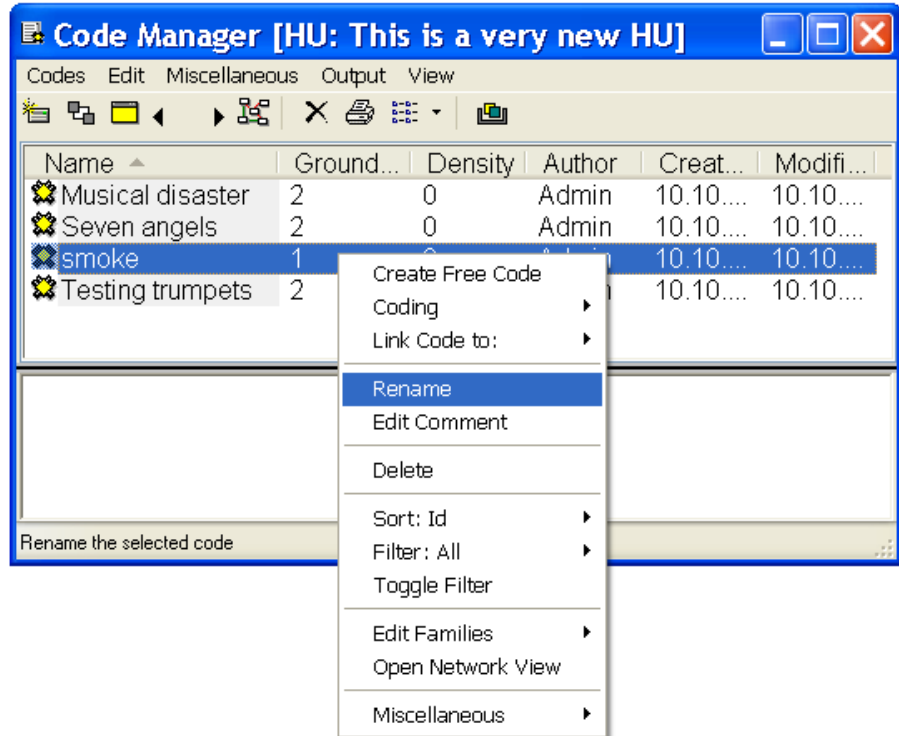 Code Manager [HU: This is a very new HU]
Codes Edit Miscellaneous Output View
Name Ground... Density Author Creat... Modifi...
Musical disaster 2 0 Admin 10.10.... 10.10....
Seven angels 2 0 Admin 10.10.... 10.10....
smoke 1 10.10.... 10.10....
Testing trumpets 2 10.10.... 10.10....
Create Free Code
Coding
Link Code to:
Rename
Edit Comment
Delete
Sort: Id
Filter: All
Toggle Filter
Edit Families
Open Network View
Miscellaneous
Rename the selected code